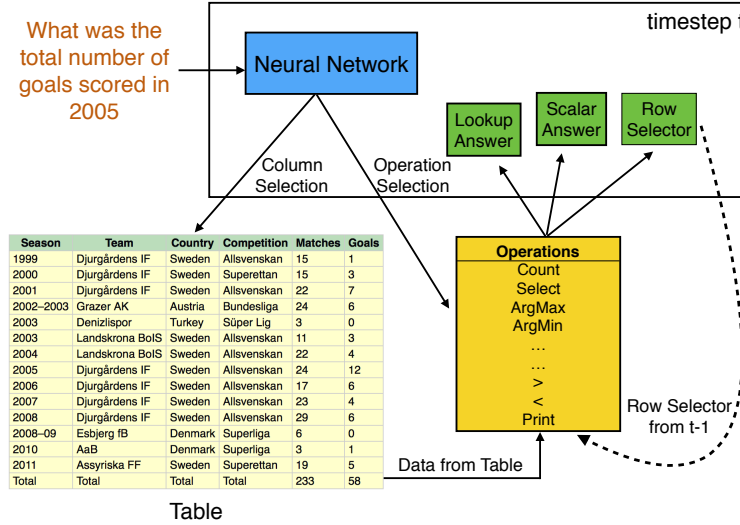 What was the
total number of
goals scored in
2005
timestep t
Neural Network
Lookup
Answer
Scalar
Answer
Row
Selector
Column
Selection
Operation
Selection
Season Team Country Competition Matches Goals
1999 Djurgårdens IF Sweden Allsvenskan 15 1
2000 Djurgårdens IF Sweden Superettan 15 3
2001 Djurgårdens IF Sweden Allsvenskan 22 7
2002–2003 Grazer AK Austria Bundesliga 24 6
2003 Denizlispor Turkey Süper Lig 3 0
2003 Landskrona BoIS Sweden Allsvenskan 11 3
2004 Landskrona BoIS Sweden Allsvenskan 22 4
2005 Djurgårdens IF Sweden Allsvenskan 24 12
2006 Djurgårdens IF Sweden Allsvenskan 17 6
2007 Djurgårdens IF Sweden Allsvenskan 23 4
2008 Djurgårdens IF Sweden Allsvenskan 29 6
2008–09 Esbjerg fB Denmark Superliga 6 0
2010 AaB Denmark Superliga 3 1
2011 Assyriska FF Sweden Superettan 19 5
Total Total Total Total 233 58
Table
Operations
Count
Select
ArgMax
ArgMin
...
...
>
<
Print
Data from Table
Row Selector
from t-1